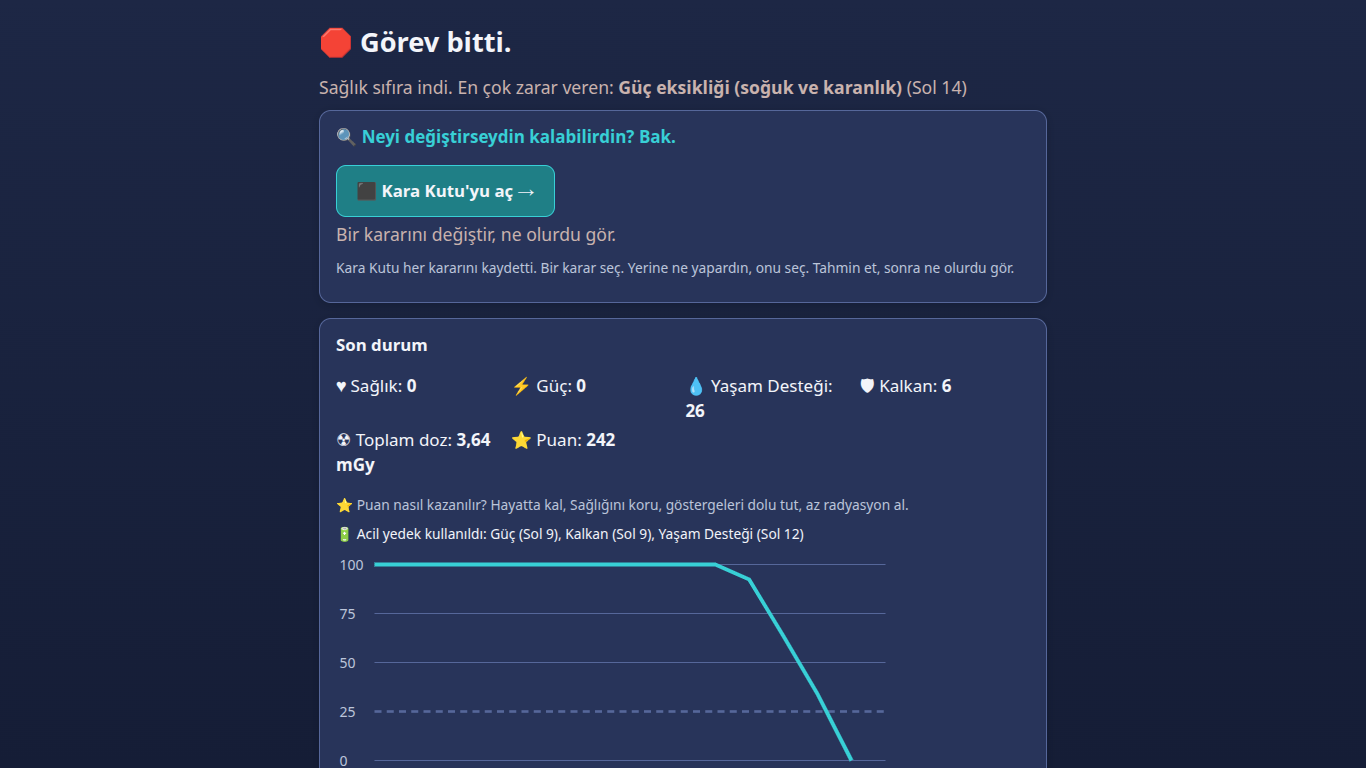 Görev bitti.
Sağlık sıfıra indi. En çok zarar veren: Güç eksikliği (soğuk ve karanlık) (Sol 14)
Neyi değiştirseydin kalabilirdin? Bak.
Kara Kutu'yu aç →
Bir kararını değiştir, ne olurdu gör.
Kara Kutu her kararını kaydetti. Bir karar seç. Yerine ne yapardın, onu seç. Tahmin et, sonra ne olurdu gör.
Son durum
Sağlık: 0 Güç: 0 Yaşam Desteği: Kalkan: 6
26
Toplam doz: 3,64 Puan: 242
mGy
Puan nasıl kazanılır? Hayatta kal, Sağlığını koru, göstergeleri dolu tut, az radyasyon al.
Acil yedek kullanıldı: Güç (Sol 9), Kalkan (Sol 9), Yaşam Desteği (Sol 12)
100
75
50
25
0